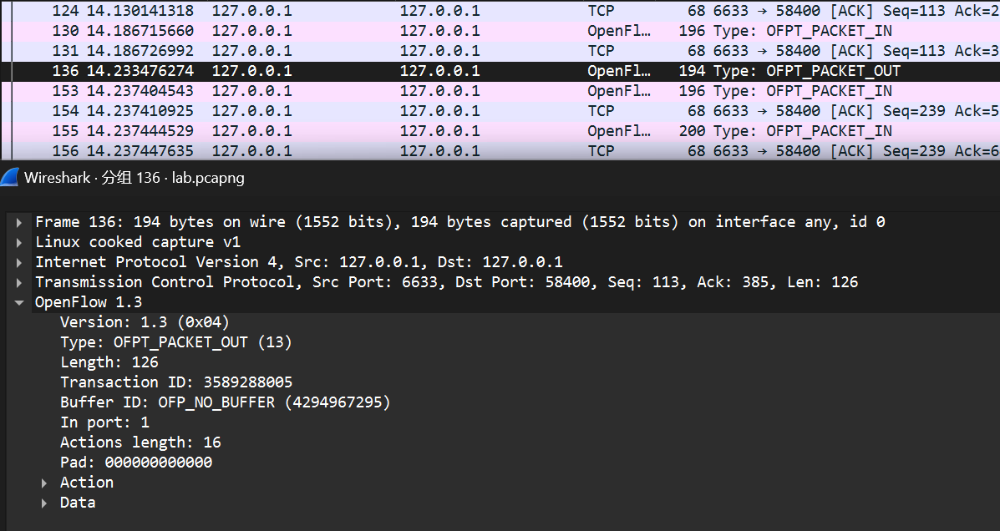 124 14.130141318 127.0.0.1 127.0.0.1 TCP 68 6633 → 58400 [ACK] Seq=113 Ack=2
130 14.186715660 127.0.0.1 127.0.0.1 OpenFl… 196 Type: OFPT_PACKET_IN
131 14.186726992 127.0.0.1 127.0.0.1 TCP 68 6633 → 58400 [ACK] Seq=113 Ack=3
136 14.233476274 127.0.0.1 127.0.0.1 OpenFl… 194 Type: OFPT_PACKET_OUT
153 14.237404543 127.0.0.1 127.0.0.1 OpenFl… 196 Type: OFPT_PACKET_IN
154 14.237410925 127.0.0.1 127.0.0.1 TCP 68 6633 → 58400 [ACK] Seq=239 Ack=5
155 14.237444529 127.0.0.1 127.0.0.1 OpenFl… 200 Type: OFPT_PACKET_IN
156 14.237447635 127.0.0.1 127.0.0.1 TCP 68 6633 → 58400 [ACK] Seq=239 Ack=6
Wireshark · 分组 136 · lab.pcapng
Frame 136: 194 bytes on wire (1552 bits), 194 bytes captured (1552 bits) on interface any, id 0
Linux cooked capture v1
Internet Protocol Version 4, Src: 127.0.0.1, Dst: 127.0.0.1
Transmission Control Protocol, Src Port: 6633, Dst Port: 58400, Seq: 113, Ack: 385, Len: 126
OpenFlow 1.3
Version: 1.3 (0x04)
Type: OFPT_PACKET_OUT (13)
Length: 126
Transaction ID: 3589288005
Buffer ID: OFP_NO_BUFFER (4294967295)
In port: 1
Actions length: 16
Pad: 000000000000
Action
Data